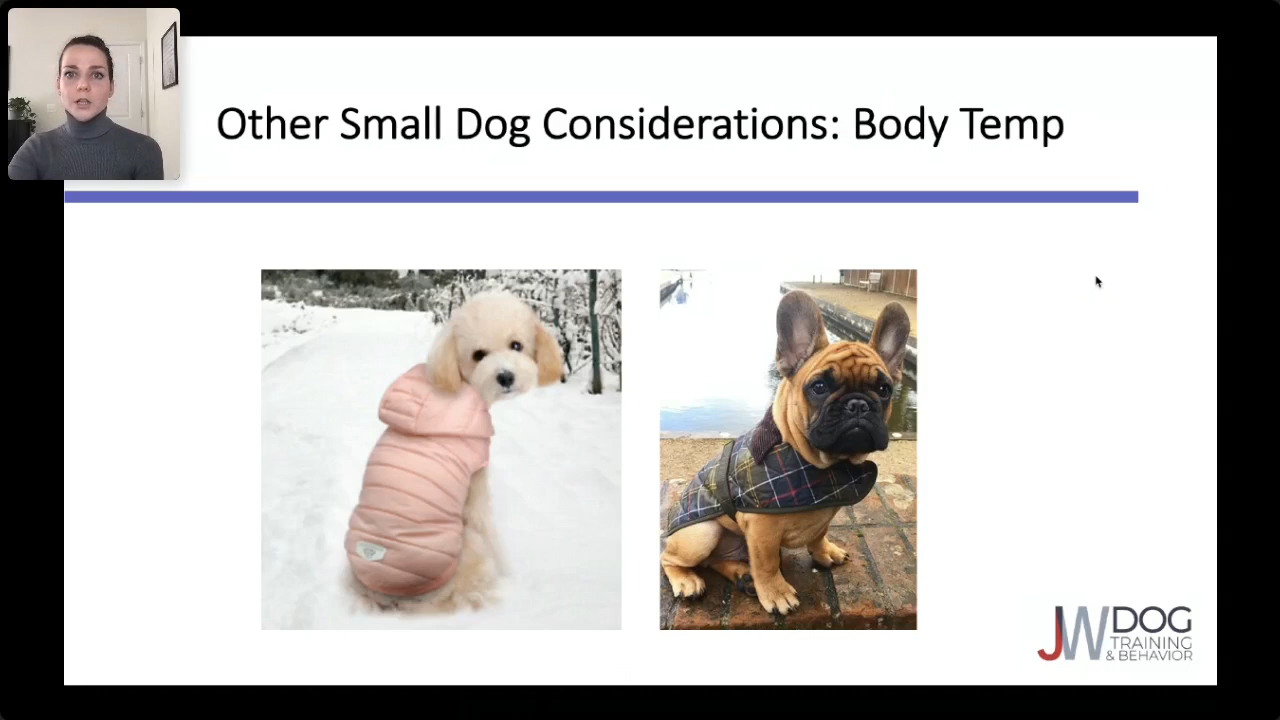 Other Small Dog Considerations: Body Temp
JW DOG
TRAINING
& BEHAVIOR